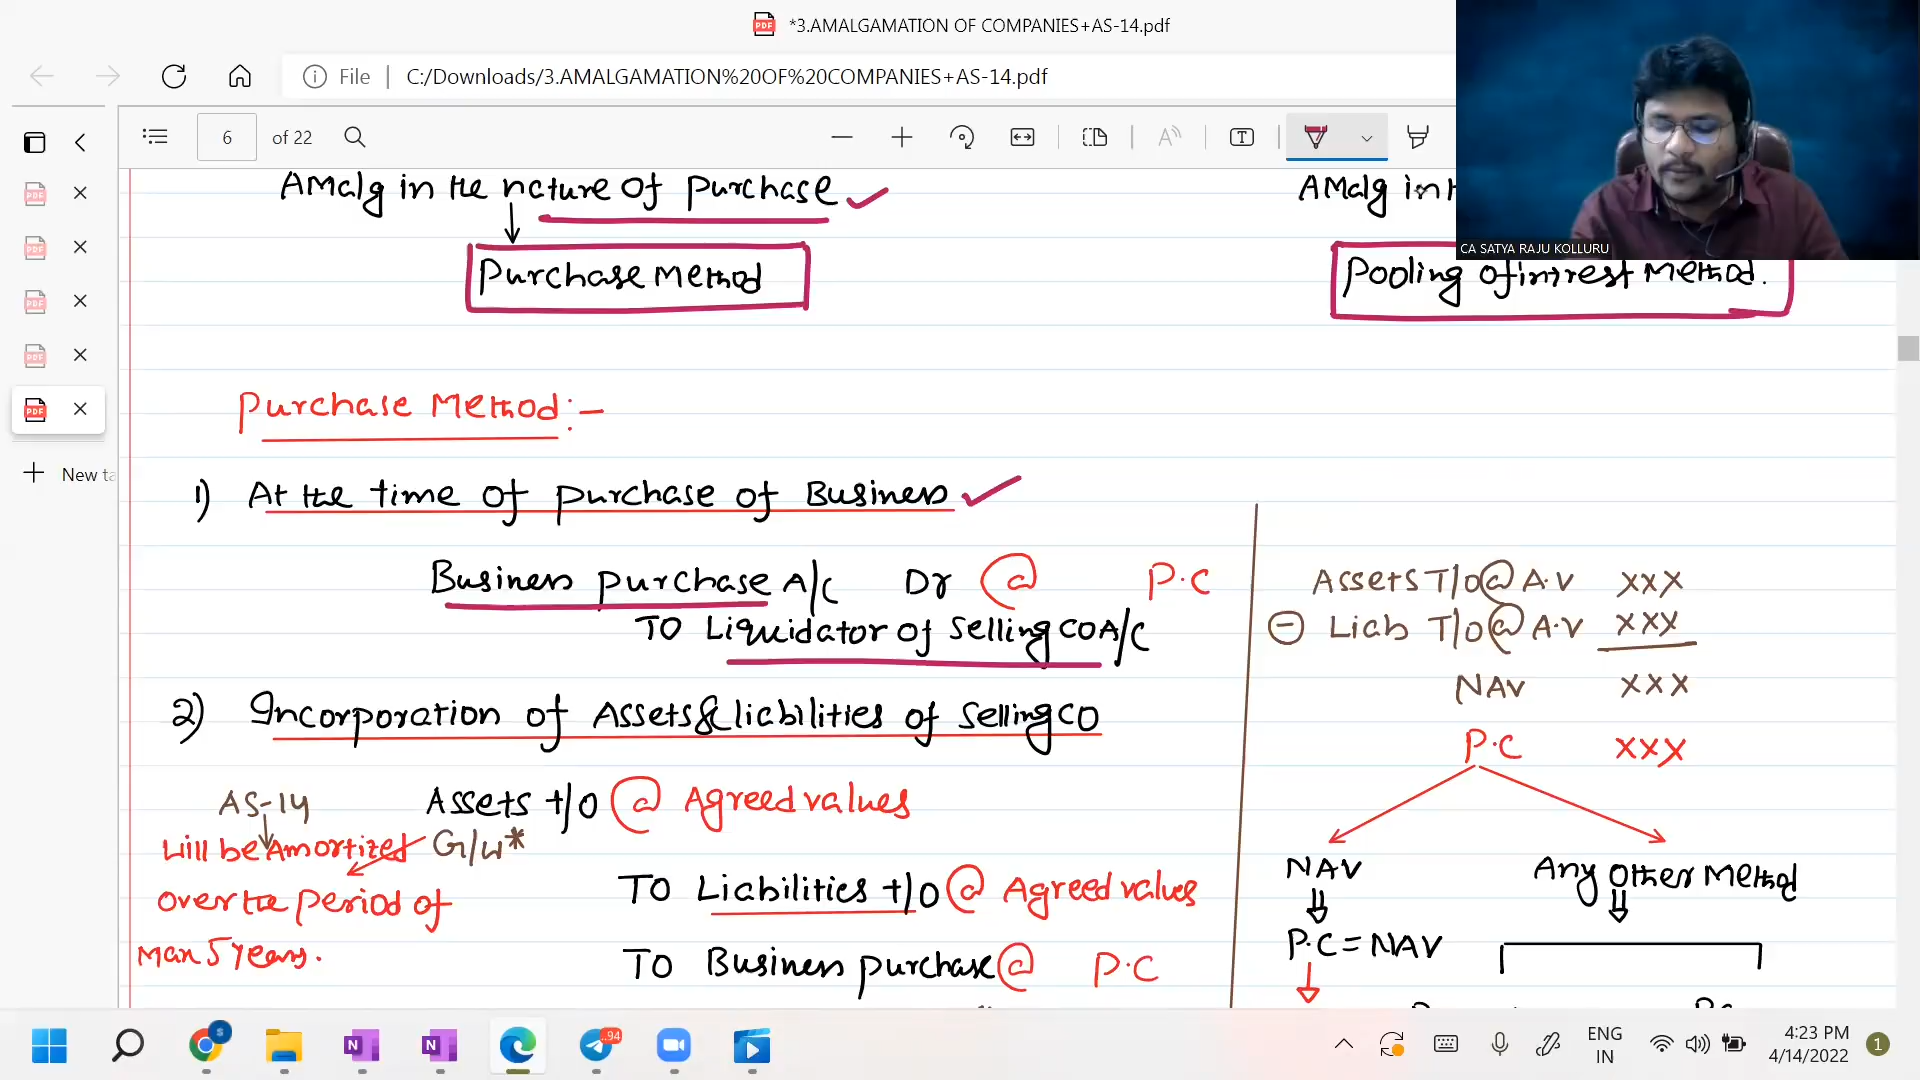 *3.AMALGAMATION OF COMPANIES+AS-14.pdf
File | C:/Downloads/3.AMALGAMATION%20OF%20COMPANIES+AS-14.pdf
6 of 22
CA SATYA RAJU KOLLURU
New ta
AMalg in the nature of purchase
AMalg in
purchase Method
pooling of intrest Method.
purchase Method:-
1) At the time of purchase of Business
Business purchase A/c Dr @ P.C
To Liquidator of selling CO A/C
2) Incorporation of Assets & liabilities of selling CO
AS-14
Assets t/o @ Agreed values
will be Amortized
G/w*
over the period of
Max 5 years.
To Liabilities t/o @ Agreed values
To Business purchase @ P.C
Assets T/o @ A.V XXX
- Liab T/o @ A.V XXX
NAV XXX
P.C XXX
NAV
Any other Method
P.C = NAV
N
N
94
1
ENG
IN
4:23 PM
4/14/2022